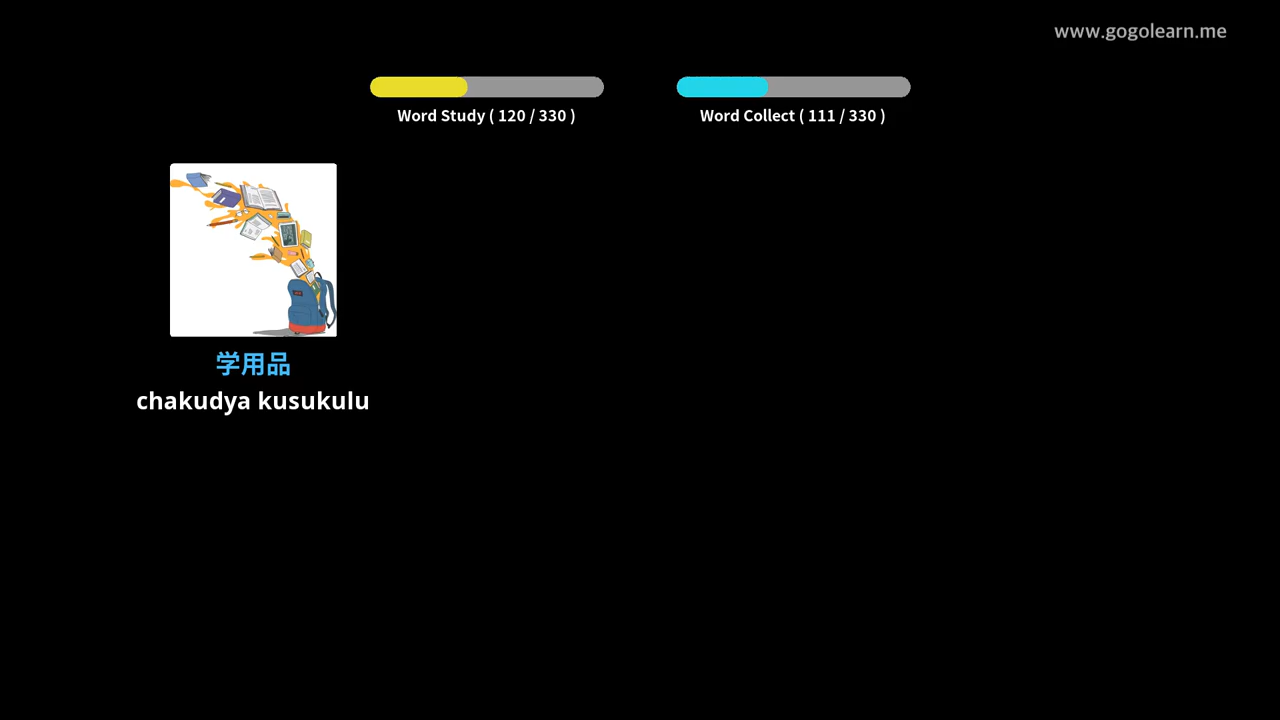 www.gogolearn.me
Word Study ( 120 / 330 )
Word Collect ( 111 / 330 )
学用品
chakudya kusukulu